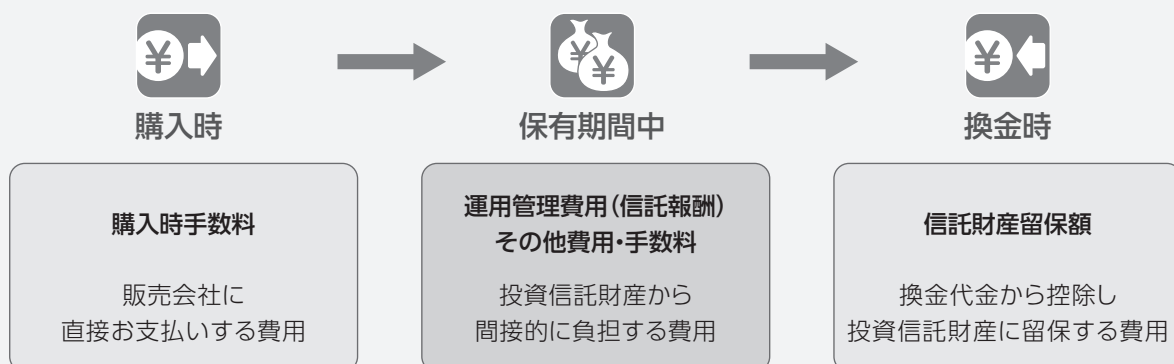 購入時
購入時手数料
販売会社に
直接お支払いする費用
保有期間中
運用管理費用(信託報酬)
その他費用・手数料
投資信託財産から
間接的に負担する費用
換金時
信託財産留保額
換金代金から控除し
投資信託財産に留保する費用